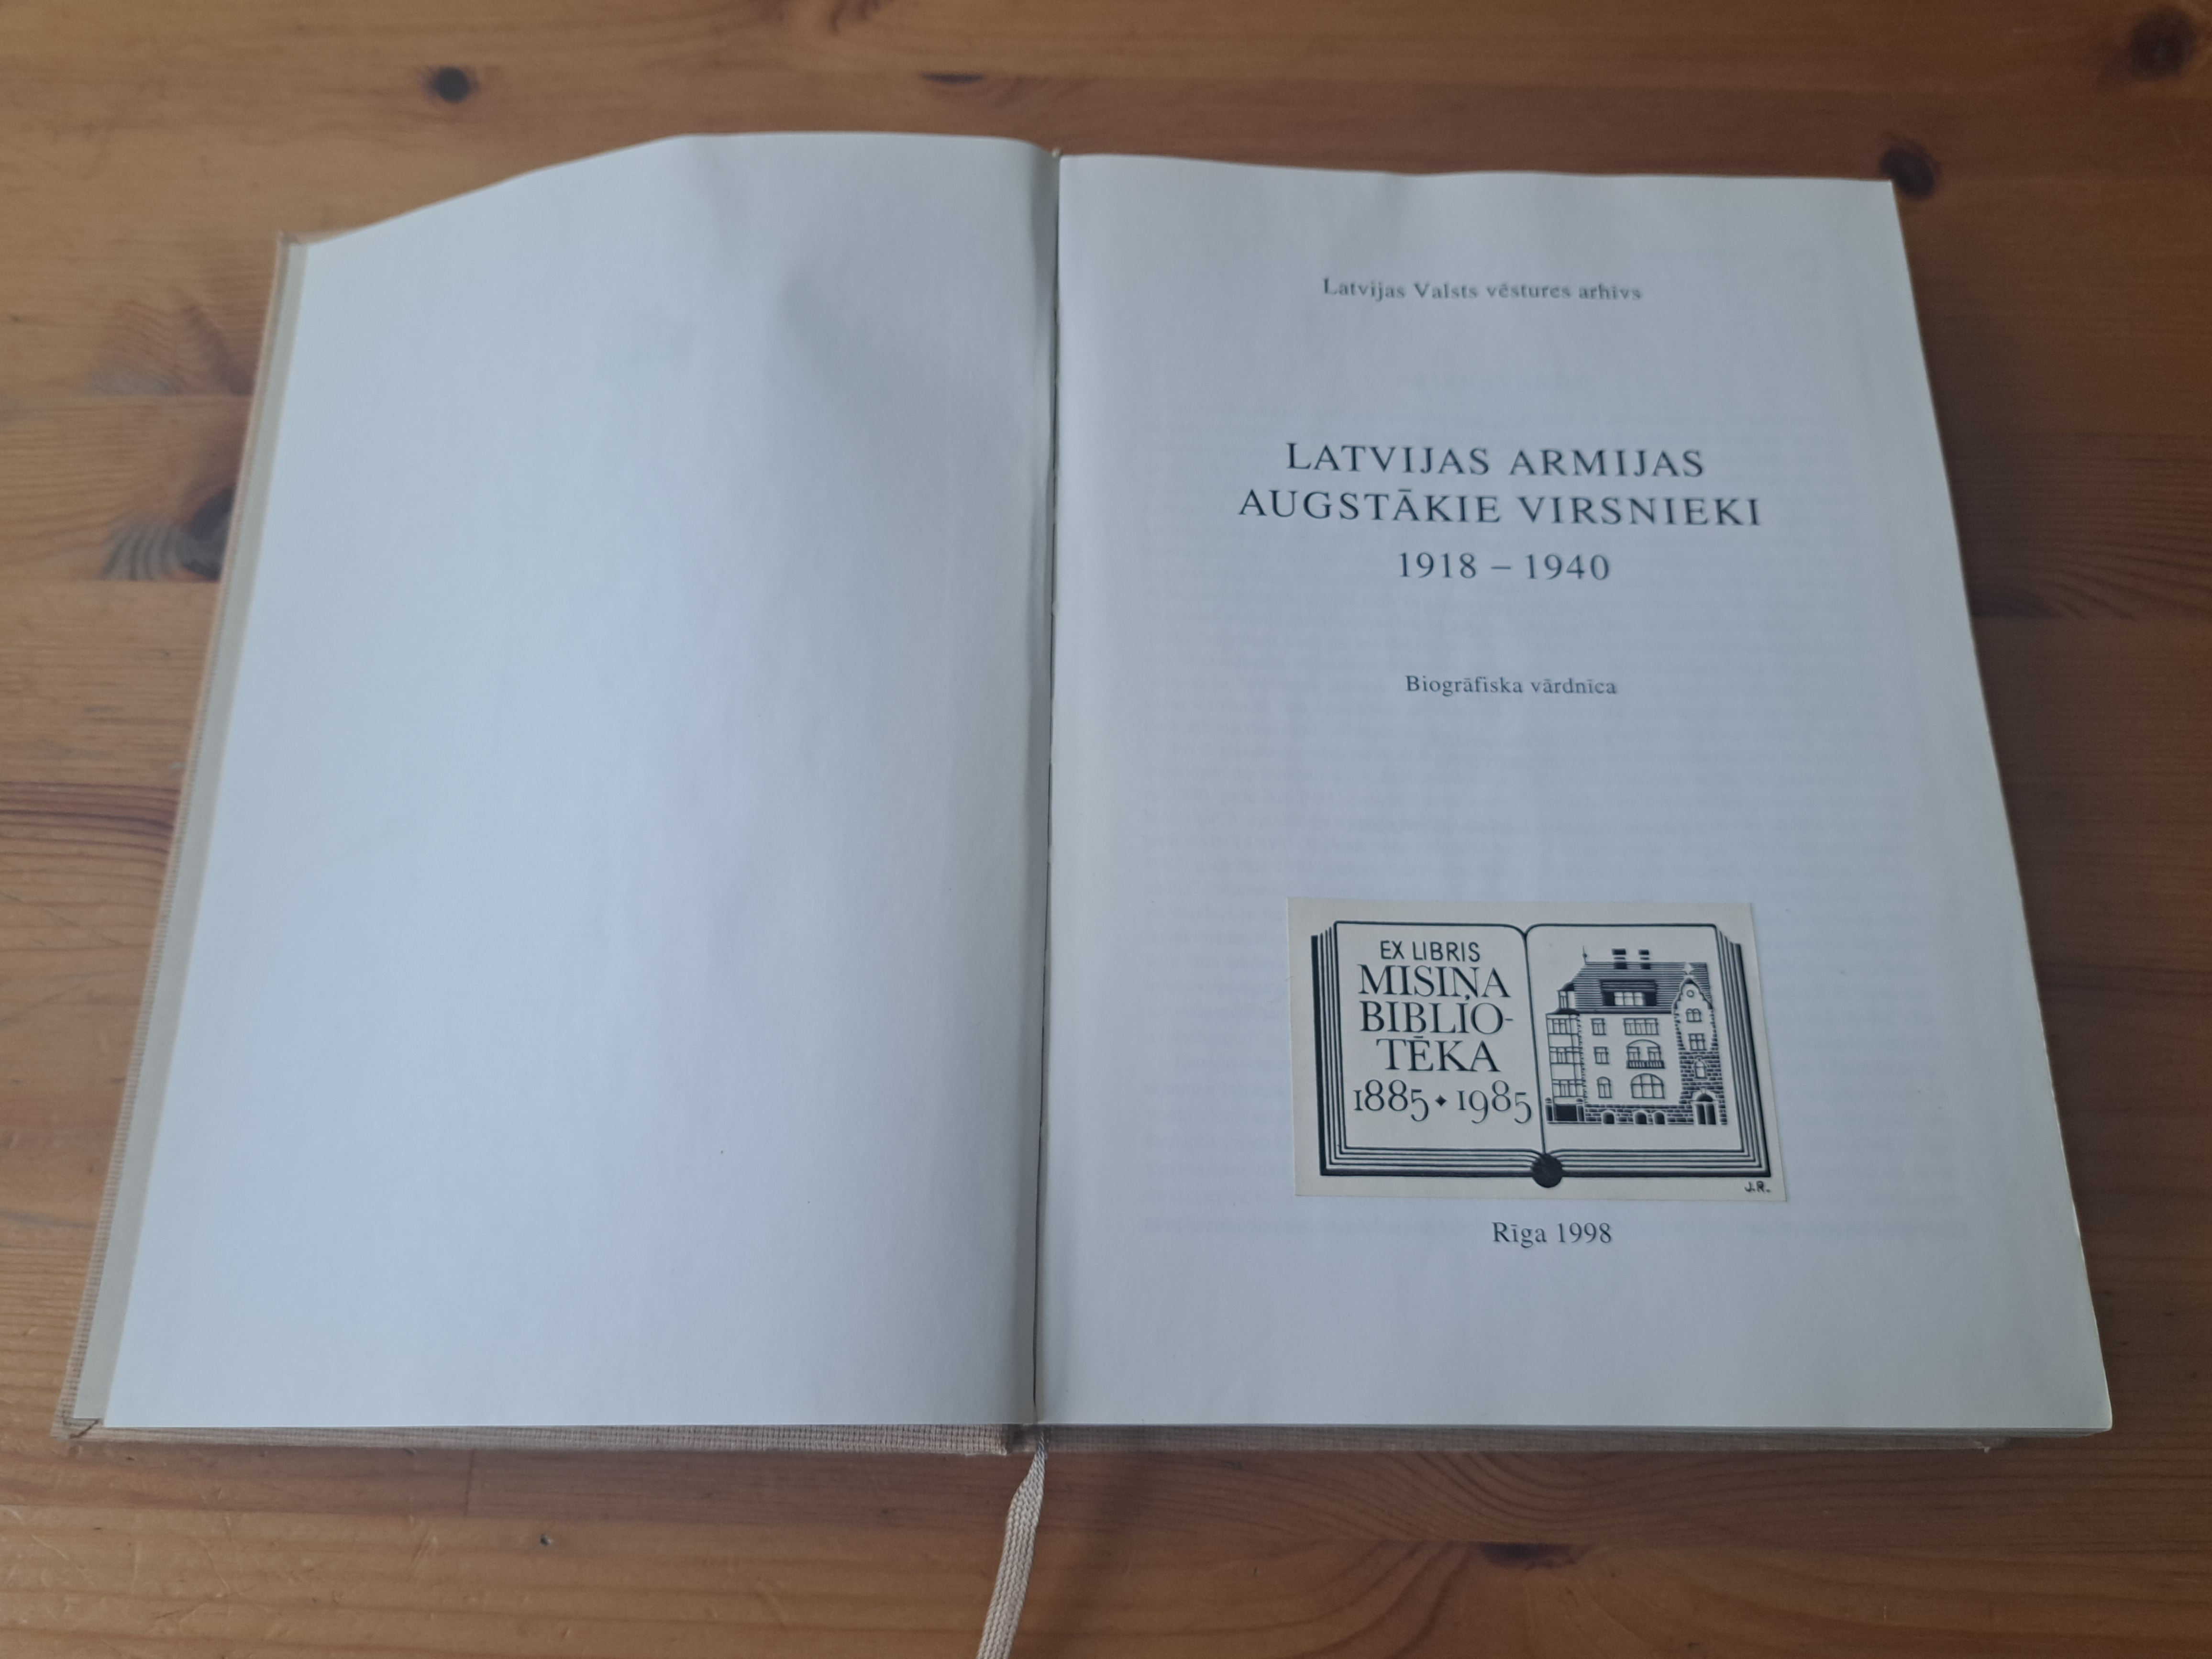 Latvijas Valsts vēstures arhīvs
LATVIJAS ARMIJAS
AUGSTĀKIE VIRSNIEKI
1918 – 1940
Biogrāfiska vārdnīca
EX LIBRIS
MISIŅA
BIBLIO-
TĒKA
1885 ⬥ 1985
J.R.
Rīga 1998